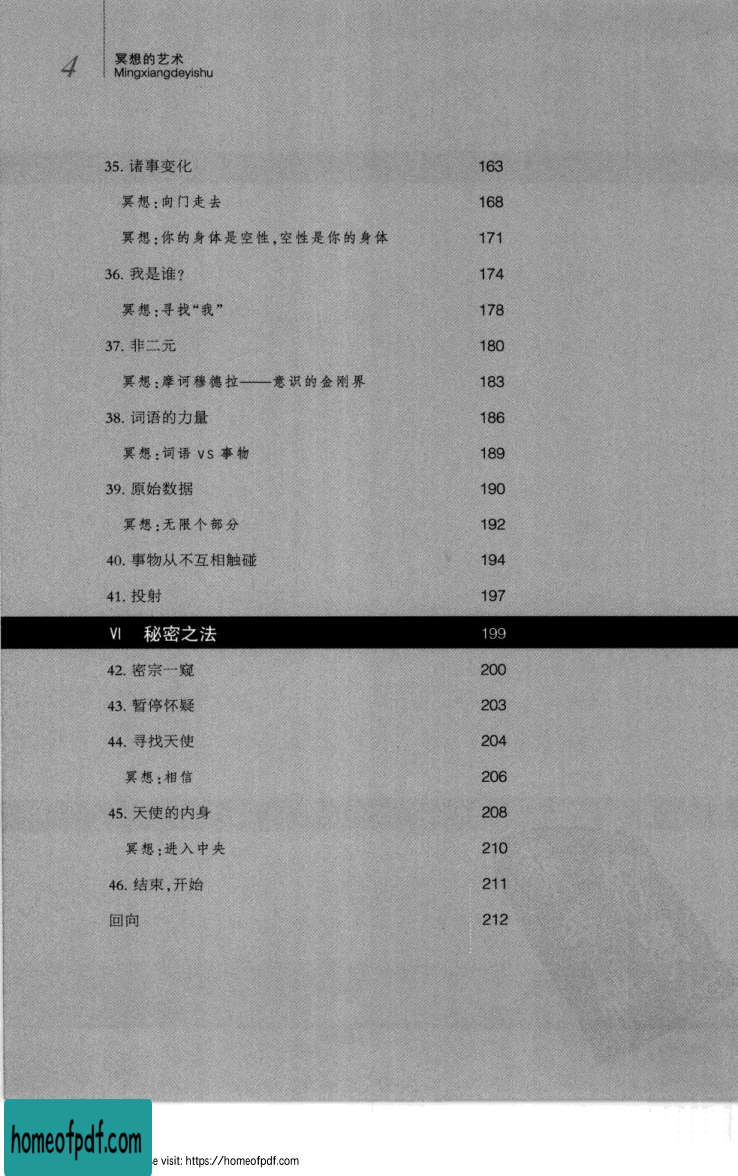 4
冥想的艺术
Mingxiangdeyishu
35. 诸事变化 163
冥想:向门走去 168
冥想:你的身体是空性,空性是你的身体 171
36. 我是谁? 174
冥想:寻找“我” 178
37. 非二元 180
冥想:摩诃穆德拉——意识的金刚界 183
38. 词语的力量 186
冥想:词语 vs 事物 189
39. 原始数据 190
冥想:无限个部分 192
40. 事物从不互相触碰 194
41. 投射 197
Ⅵ 秘密之法 199
42. 密宗一窥 200
43. 暂停怀疑 203
44. 寻找天使 204
冥想:相信 206
45. 天使的内身 208
冥想:进入中央 210
46. 结束,开始 211
回向 212
homeofpdf.com
se visit: https://homeofpdf.com